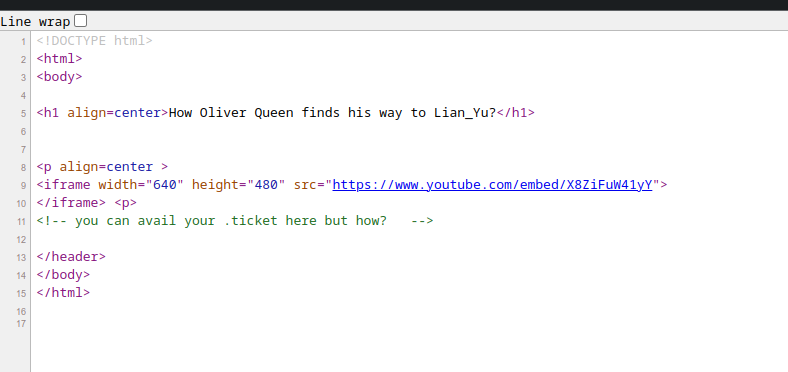 Line wrap
1 <!DOCTYPE html>
2 <html>
3 <body>
4
5 <h1 align=center>How Oliver Queen finds his way to Lian_Yu?</h1>
6
7
8 <p align=center >
9 <iframe width="640" height="480" src="https://www.youtube.com/embed/X8ZiFuW41yY">
10 </iframe> <p>
11 <!-- you can avail your .ticket here but how?   -->
12
13 </header>
14 </body>
15 </html>
16
17